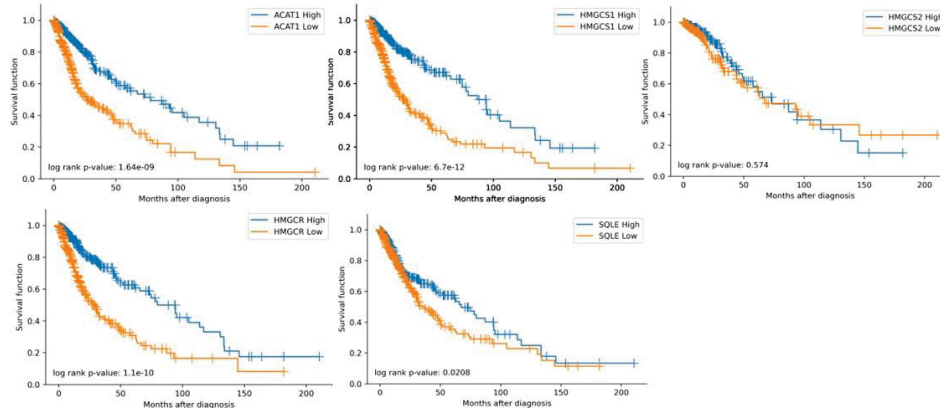 ACAT1 High
ACAT1 Low
1.0
0.8
0.6
0.4
0.2
0.0
Survival function
log rank p-value: 1.64e-09
0
50
100
150
200
Months after diagnosis
HMGCS1 High
HMGCS1 Low
1.0
0.8
0.6
0.4
0.2
0.0
Survival function
log rank p-value: 6.7e-12
0
50
100
150
200
Months after diagnosis
HMGCS2 High
HMGCS2 Low
1.0
0.8
0.6
0.4
0.2
0.0
Survival function
log rank p-value: 0.574
0
50
100
150
200
Months after diagnosis
HMGCR High
HMGCR Low
1.0
0.8
0.6
0.4
0.2
0.0
Survival function
log rank p-value: 1.1e-10
0
50
100
150
200
Months after diagnosis
SQLE High
SQLE Low
1.0
0.8
0.6
0.4
0.2
0.0
Survival function
log rank p-value: 0.0208
0
50
100
150
200
Months after diagnosis